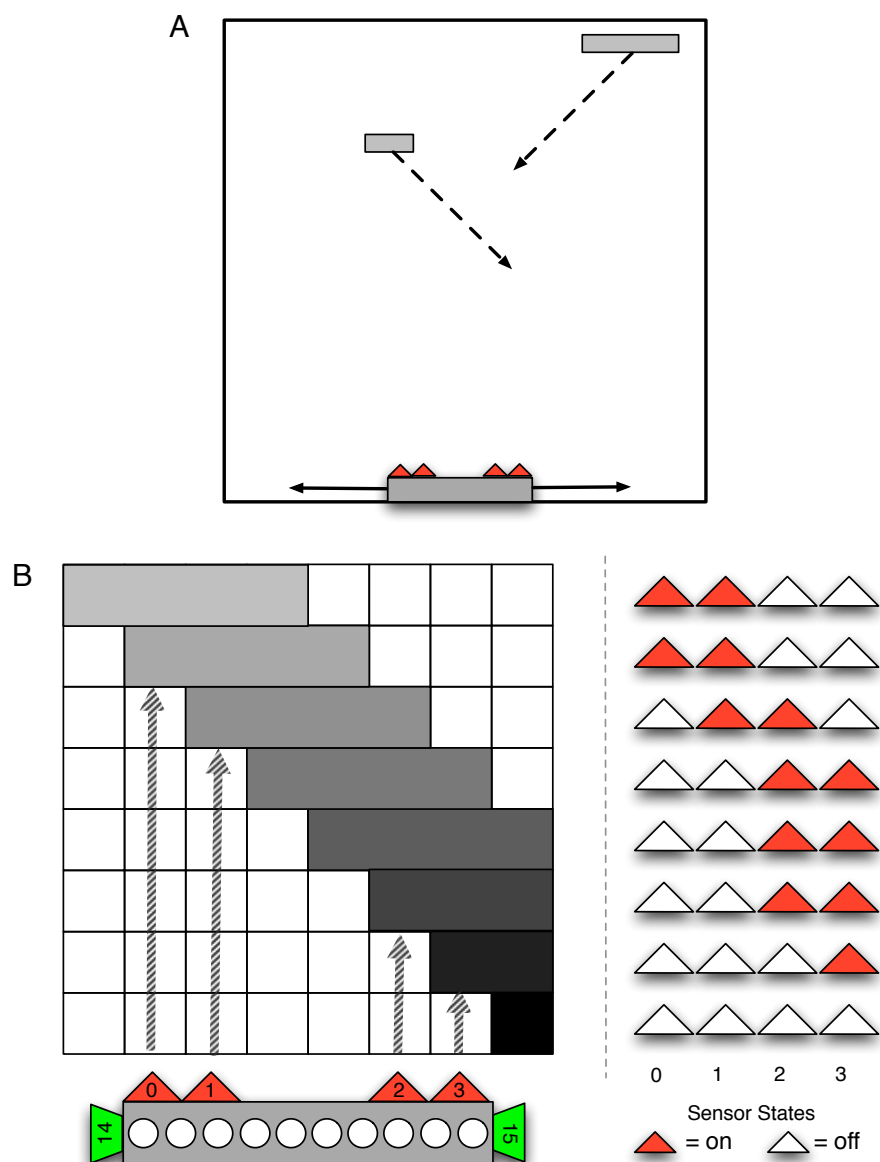 A
B
0 1 2 3
14
15
0 1 2 3
Sensor States
= on = off